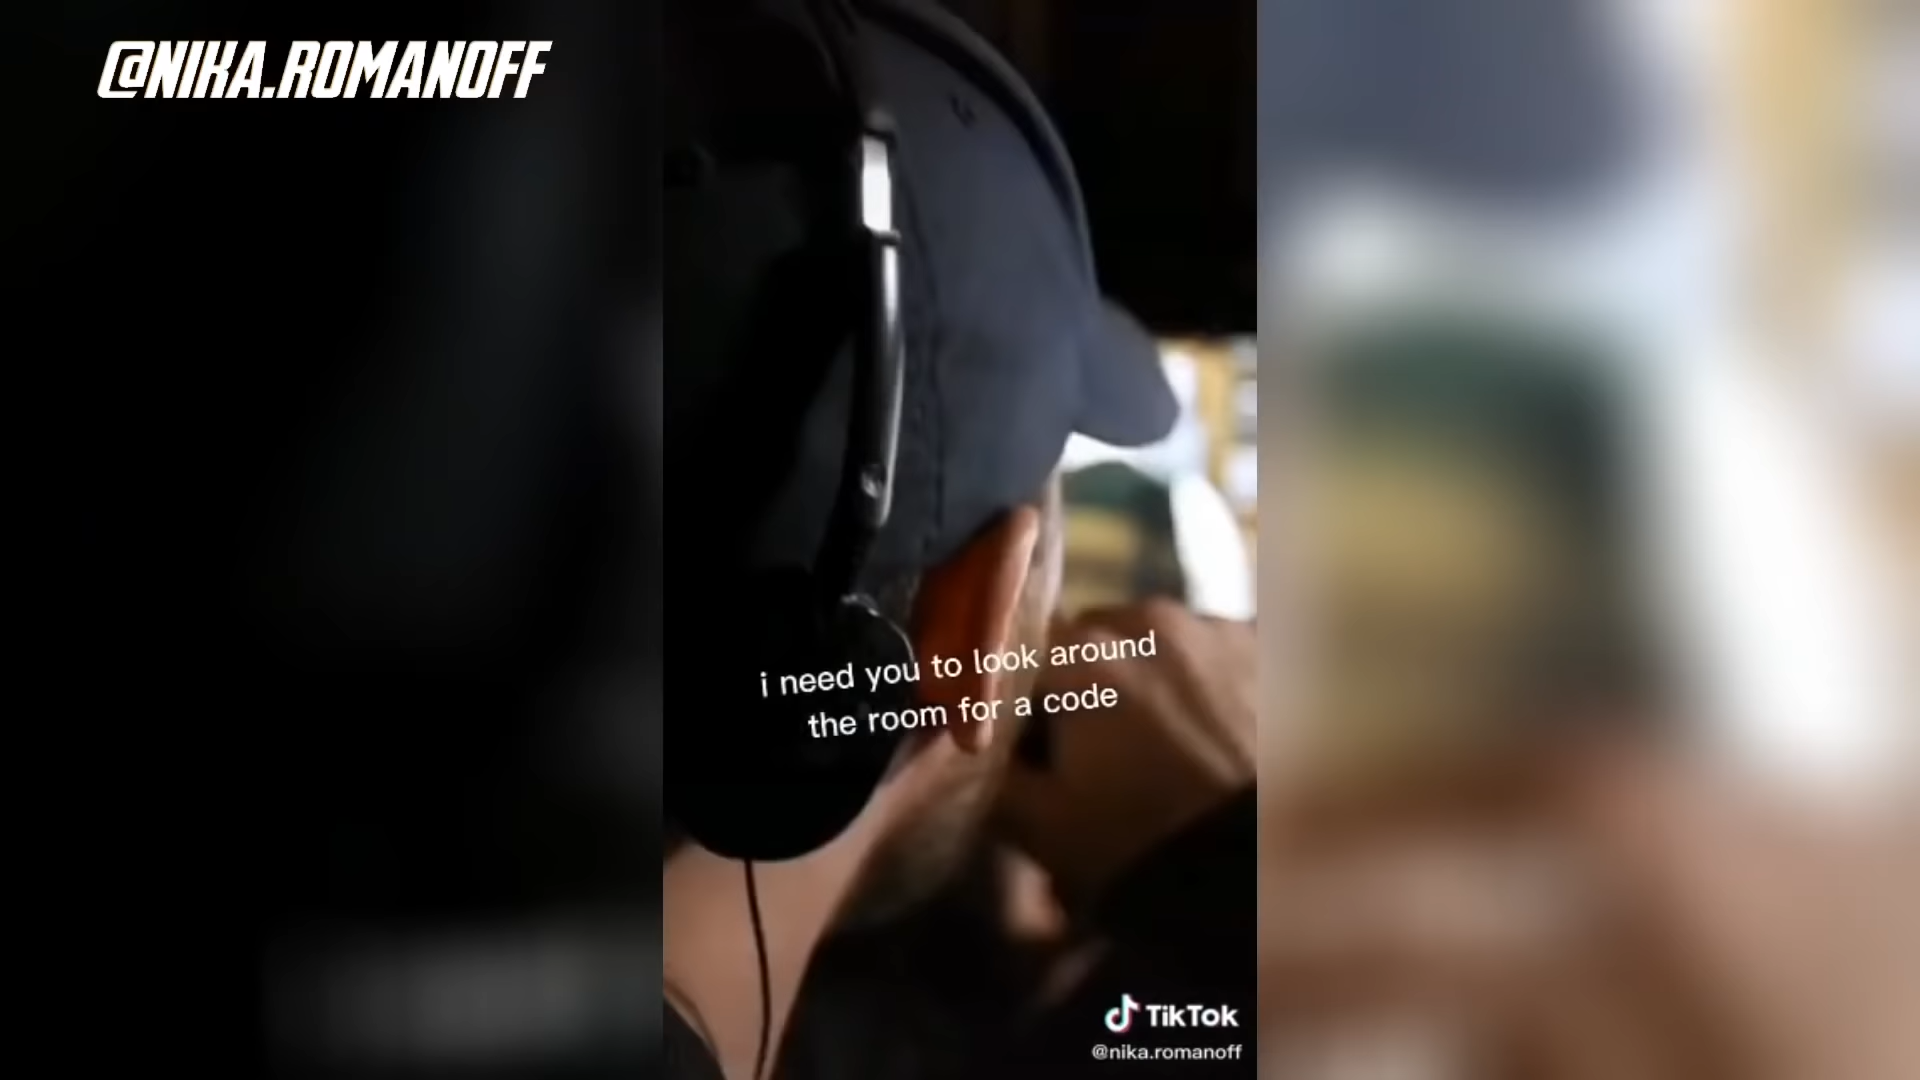 @NIKA.ROMANOFF
i need you to look around
the room for a code
TikTok
@nika.romanoff